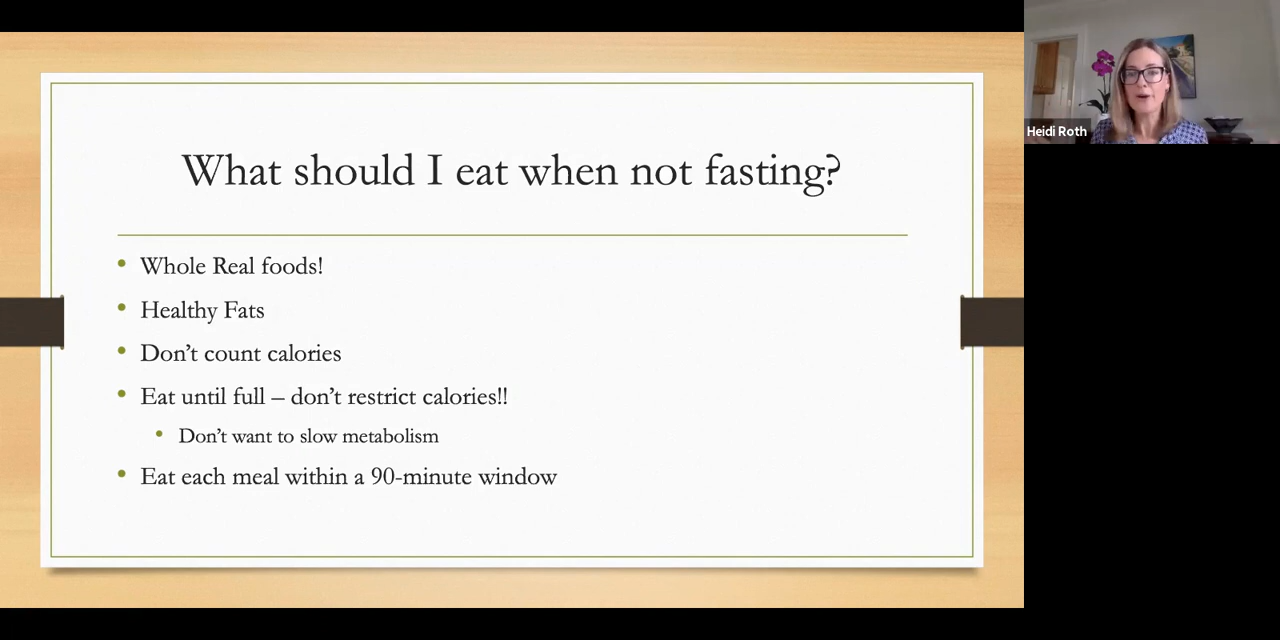 What should I eat when not fasting?
Whole Real foods!
Healthy Fats
Don’t count calories
Eat until full – don’t restrict calories!!
Don’t want to slow metabolism
Eat each meal within a 90-minute window
Heidi Roth